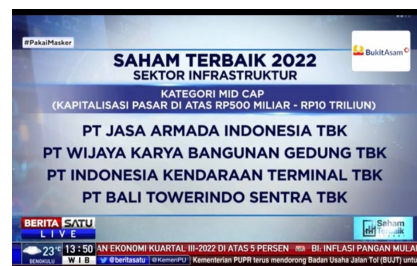 #PakaiMasker
BukitAsam
SAHAM TERBAIK 2022
SEKTOR INFRASTRUKTUR
KATEGORI MID CAP
(KAPITALISASI PASAR DI ATAS RP500 MILIAR - RP10 TRILIUN)
PT JASA ARMADA INDONESIA TBK
PT WIJAYA KARYA BANGUNAN GEDUNG TBK
PT INDONESIA KENDARAAN TERMINAL TBK
PT BALI TOWERINDO SENTRA TBK
BERITA SATU
LIVE
Saham
Terbaik
23°
BENGKULU
13:50
WIB
AN EKONOMI KUARTAL III-2022 DI ATAS 5 PERSEN
BI: INFLASI PANGAN MULA
@beritasatu
@KemenPU
Kementerian PUPR terus mendorong Badan Usaha Jalan Tol (BUJT) untu